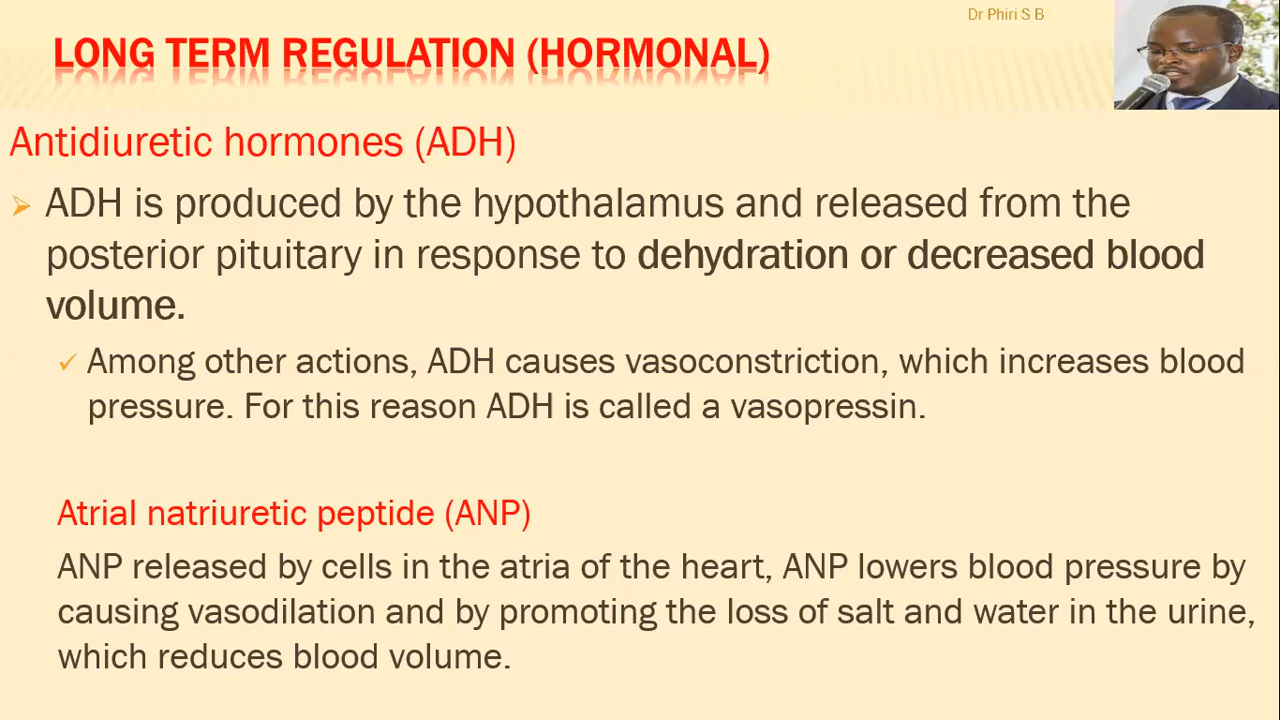 Dr Phiri S B
LONG TERM REGULATION (HORMONAL)
Antidiuretic hormones (ADH)
➢ ADH is produced by the hypothalamus and released from the
posterior pituitary in response to dehydration or decreased blood
volume.
✓ Among other actions, ADH causes vasoconstriction, which increases blood
pressure. For this reason ADH is called a vasopressin.
Atrial natriuretic peptide (ANP)
ANP released by cells in the atria of the heart, ANP lowers blood pressure by
causing vasodilation and by promoting the loss of salt and water in the urine,
which reduces blood volume.